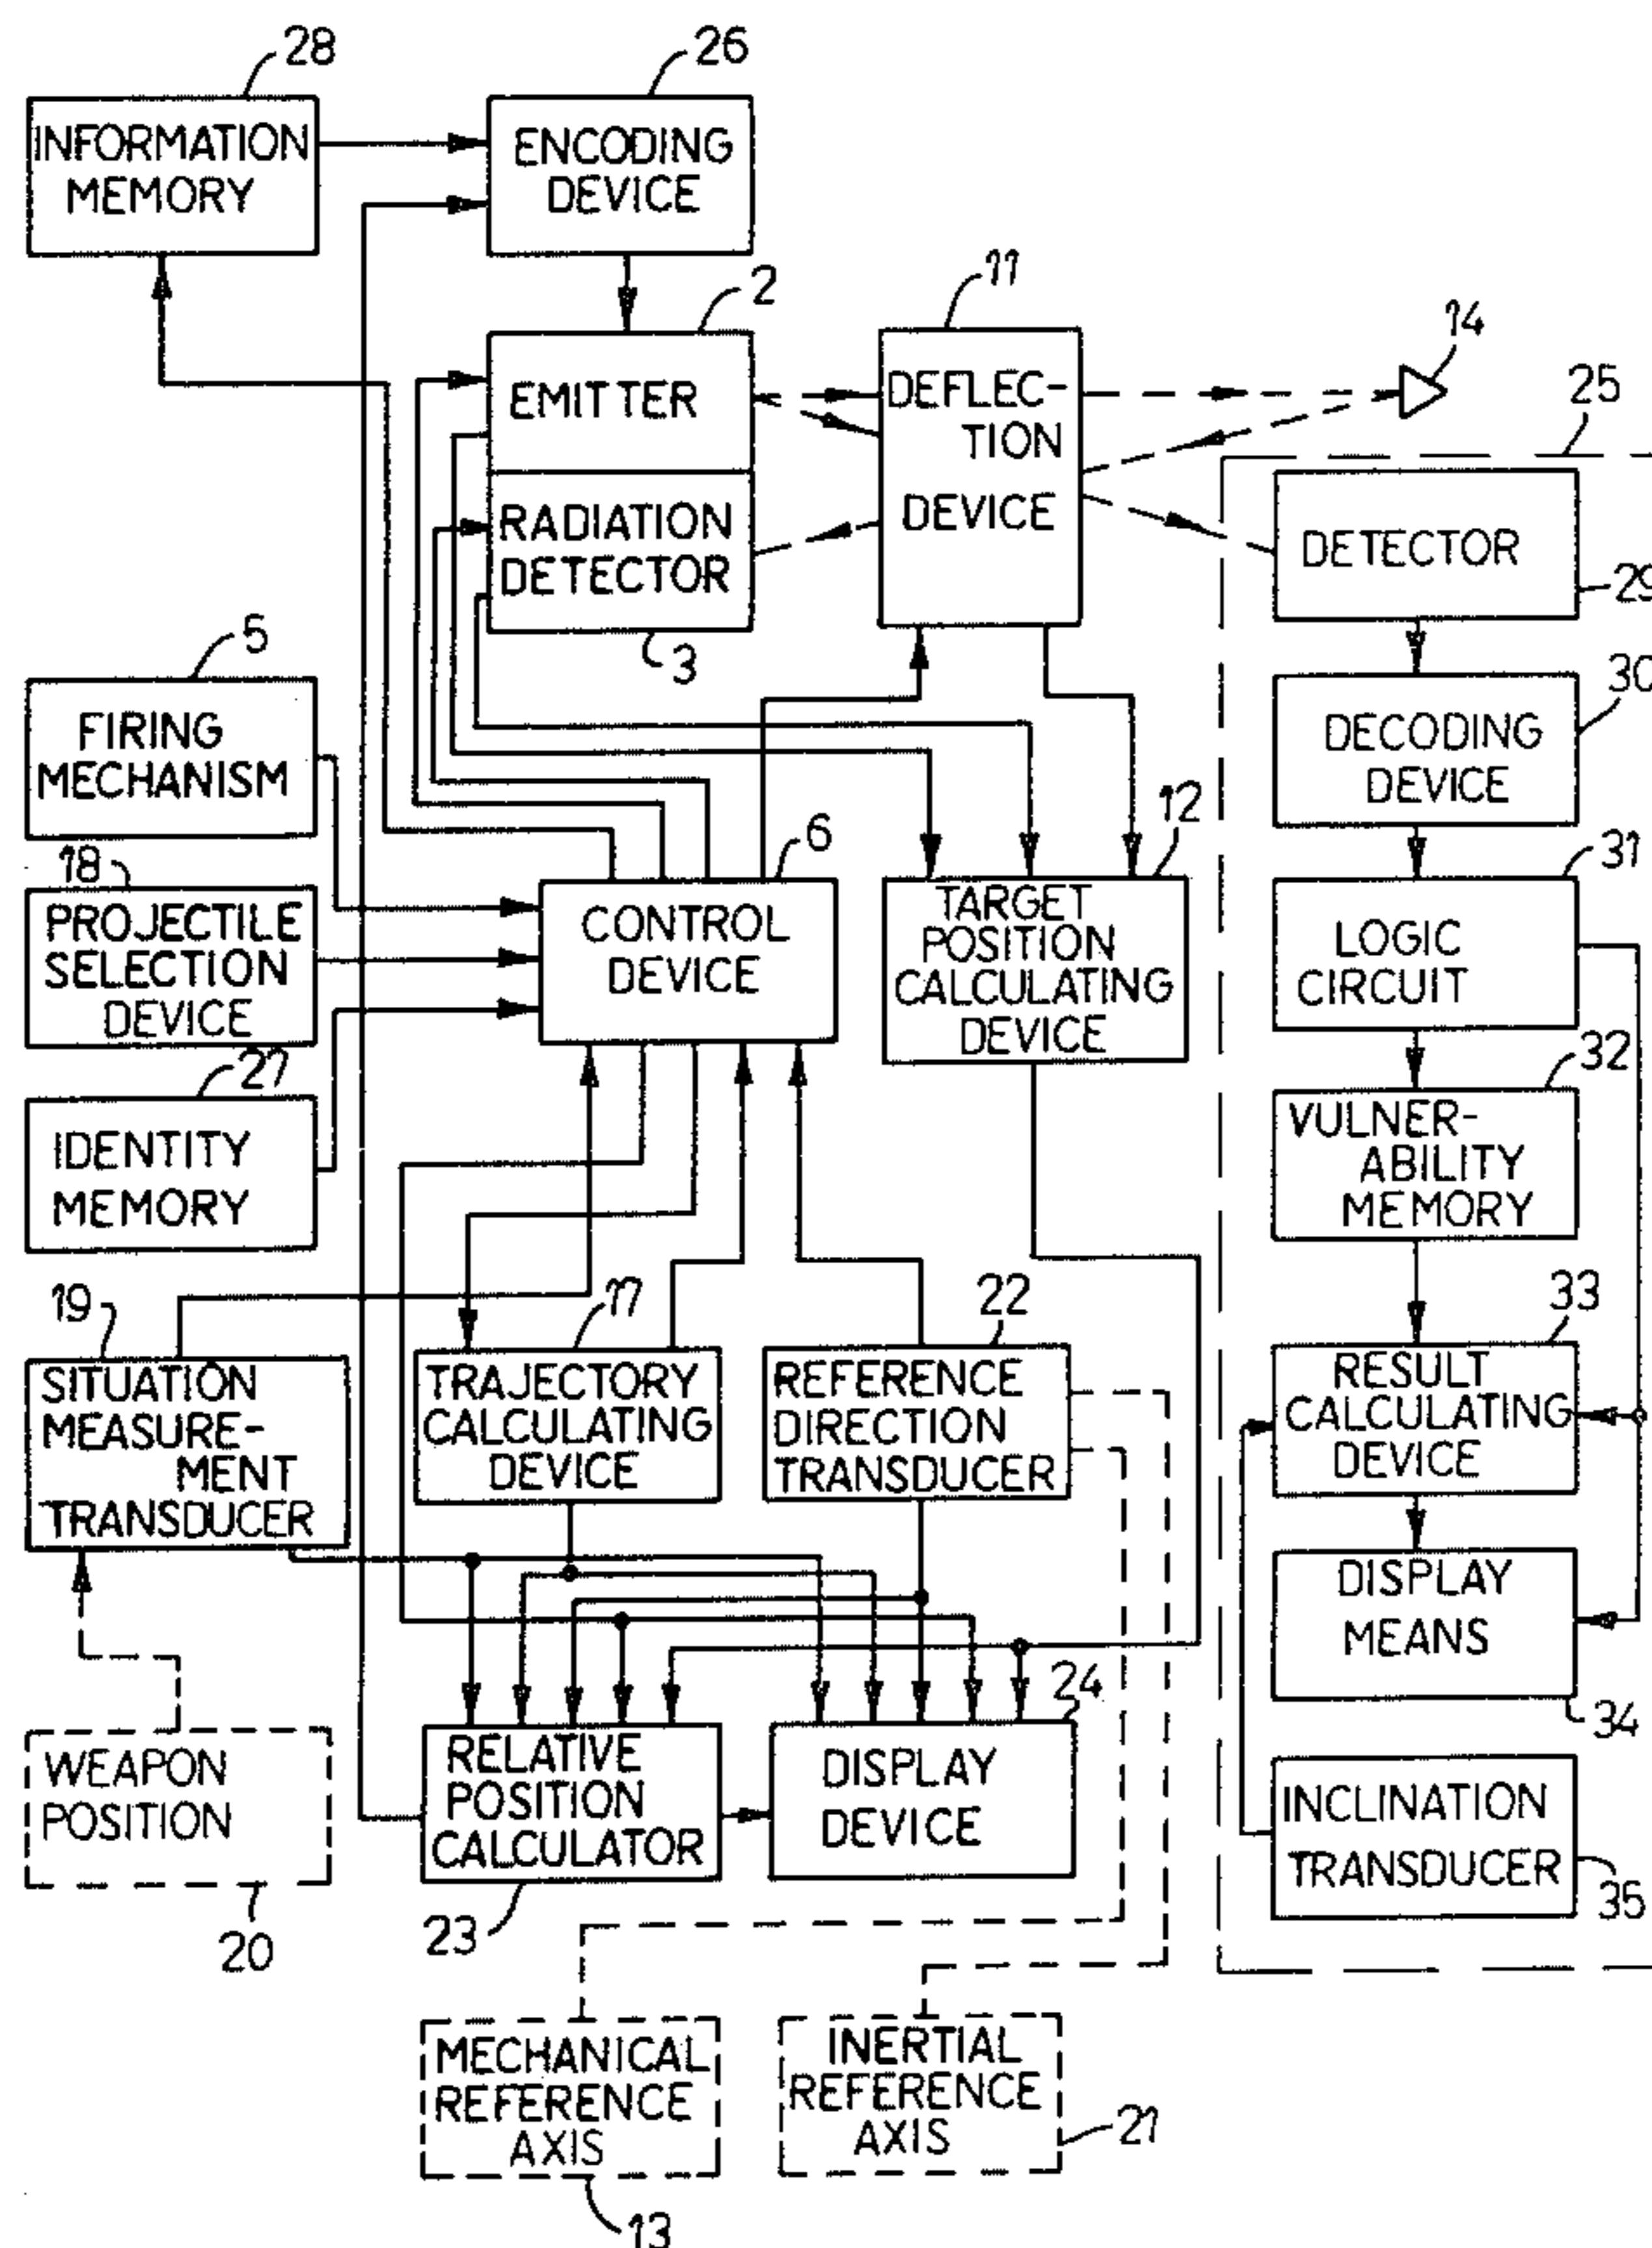 28
26
INFORMATION
MEMORY
ENCODING
DEVICE
2
11
14
25
EMITTER
DEFLEC-
TION
DEVICE
RADIATION
DETECTOR
3
DETECTOR
29
5
FIRING
MECHANISM
30
DECODING
DEVICE
18
PROJECTILE
SELECTION
DEVICE
6
CONTROL
DEVICE
12
TARGET
POSITION
CALCULATING
DEVICE
31
LOGIC
CIRCUIT
27
IDENTITY
MEMORY
32
VULNER-
ABILITY
MEMORY
19
SITUATION
MEASURE-
MENT
TRANSDUCER
17
TRAJECTORY
CALCULATING
DEVICE
22
REFERENCE
DIRECTION
TRANSDUCER
33
RESULT
CALCULATING
DEVICE
DISPLAY
MEANS
34
WEAPON
POSITION
20
RELATIVE
POSITION
CALCULATOR
23
24
DISPLAY
DEVICE
INCLINATION
TRANSDUCER
35
MECHANICAL
REFERENCE
AXIS
13
INERTIAL
REFERENCE
AXIS
21